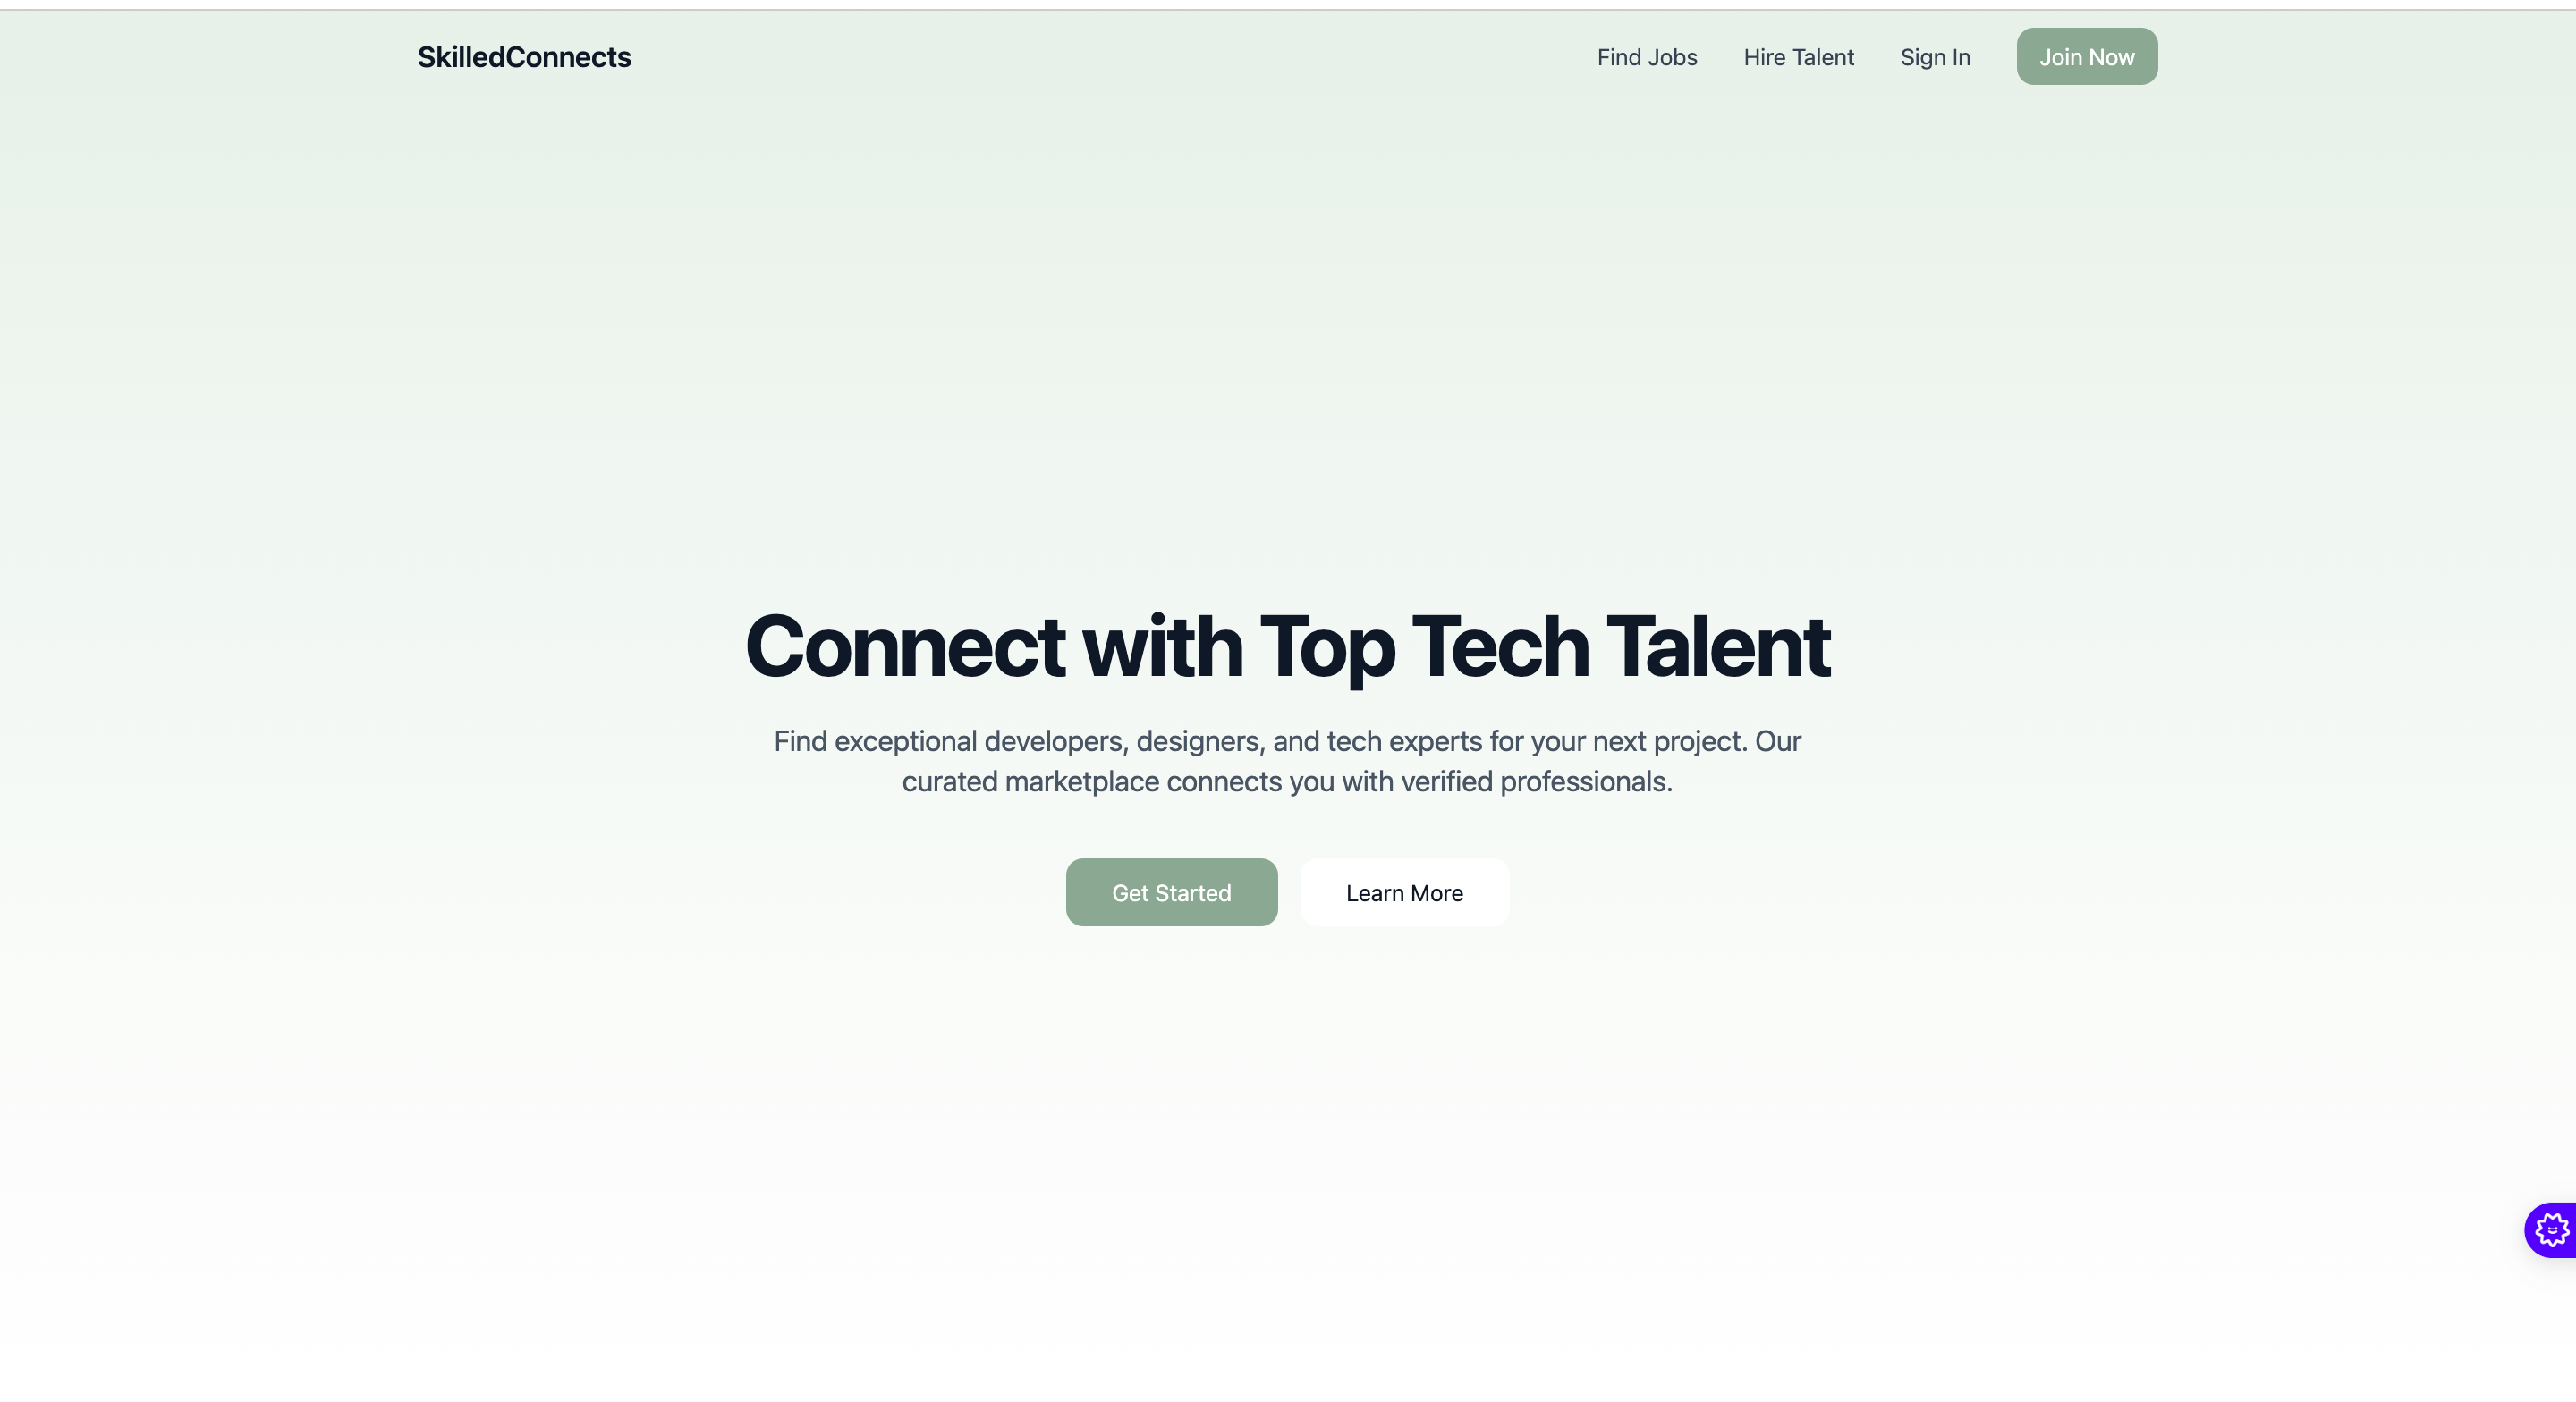 SkilledConnects
Find Jobs
Hire Talent
Sign In
Join Now
Connect with Top Tech Talent
Find exceptional developers, designers, and tech experts for your next project. Our
curated marketplace connects you with verified professionals.
Get Started
Learn More